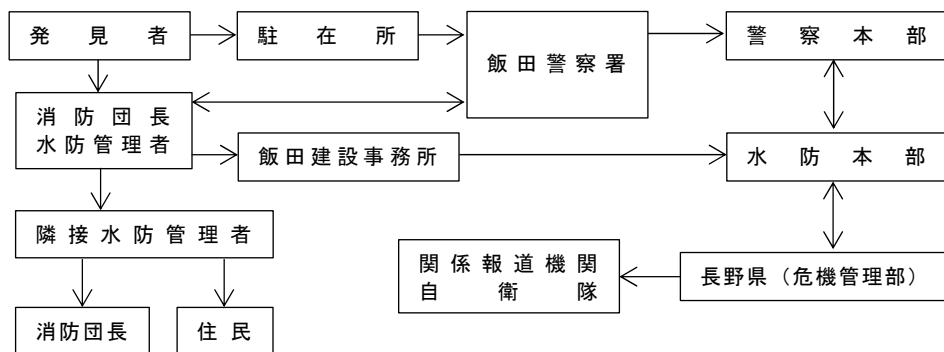 発見者
駐在所
飯田警察署
警察本部
消防団長
水防管理者
飯田建設事務所
水防本部
隣接水防管理者
関係報道機関
自衛隊
長野県（危機管理部）
消防団長
住民